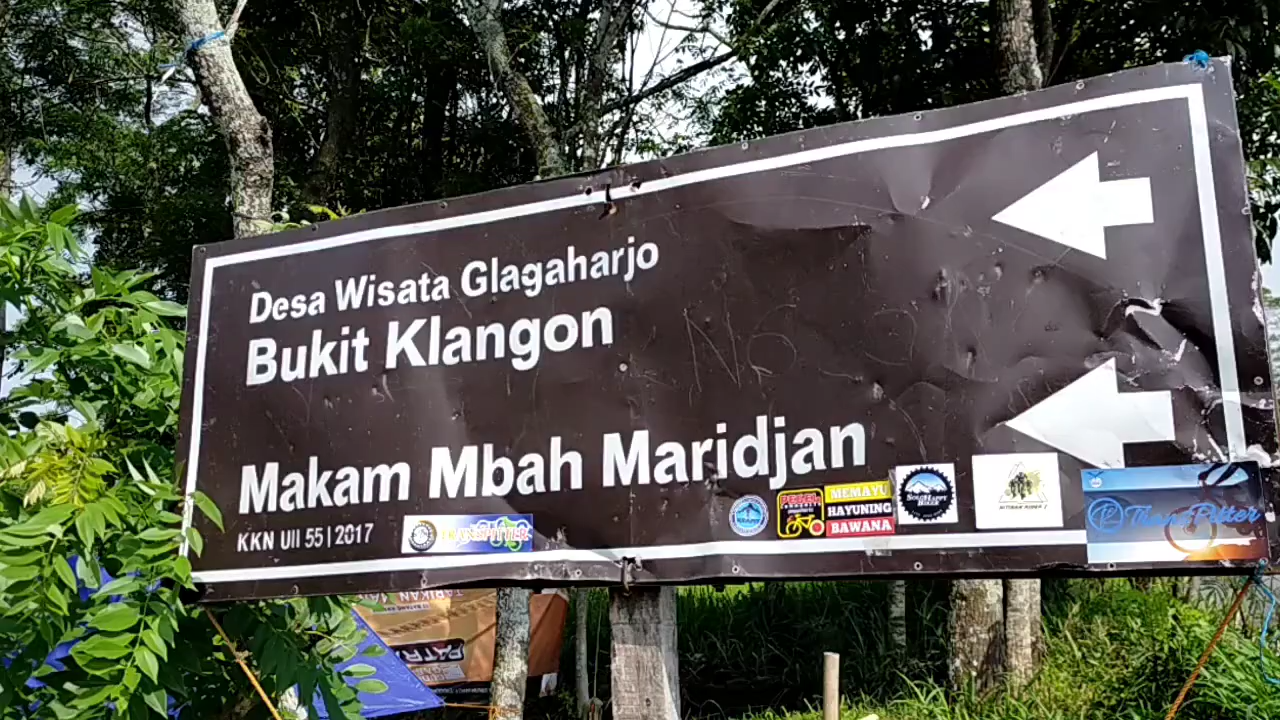 Desa Wisata Glagaharjo
Bukit Klangon
Makam Mbah Maridjan
KKN UII 55 | 2017
MEMAYU
HAYUNING
BAWANA